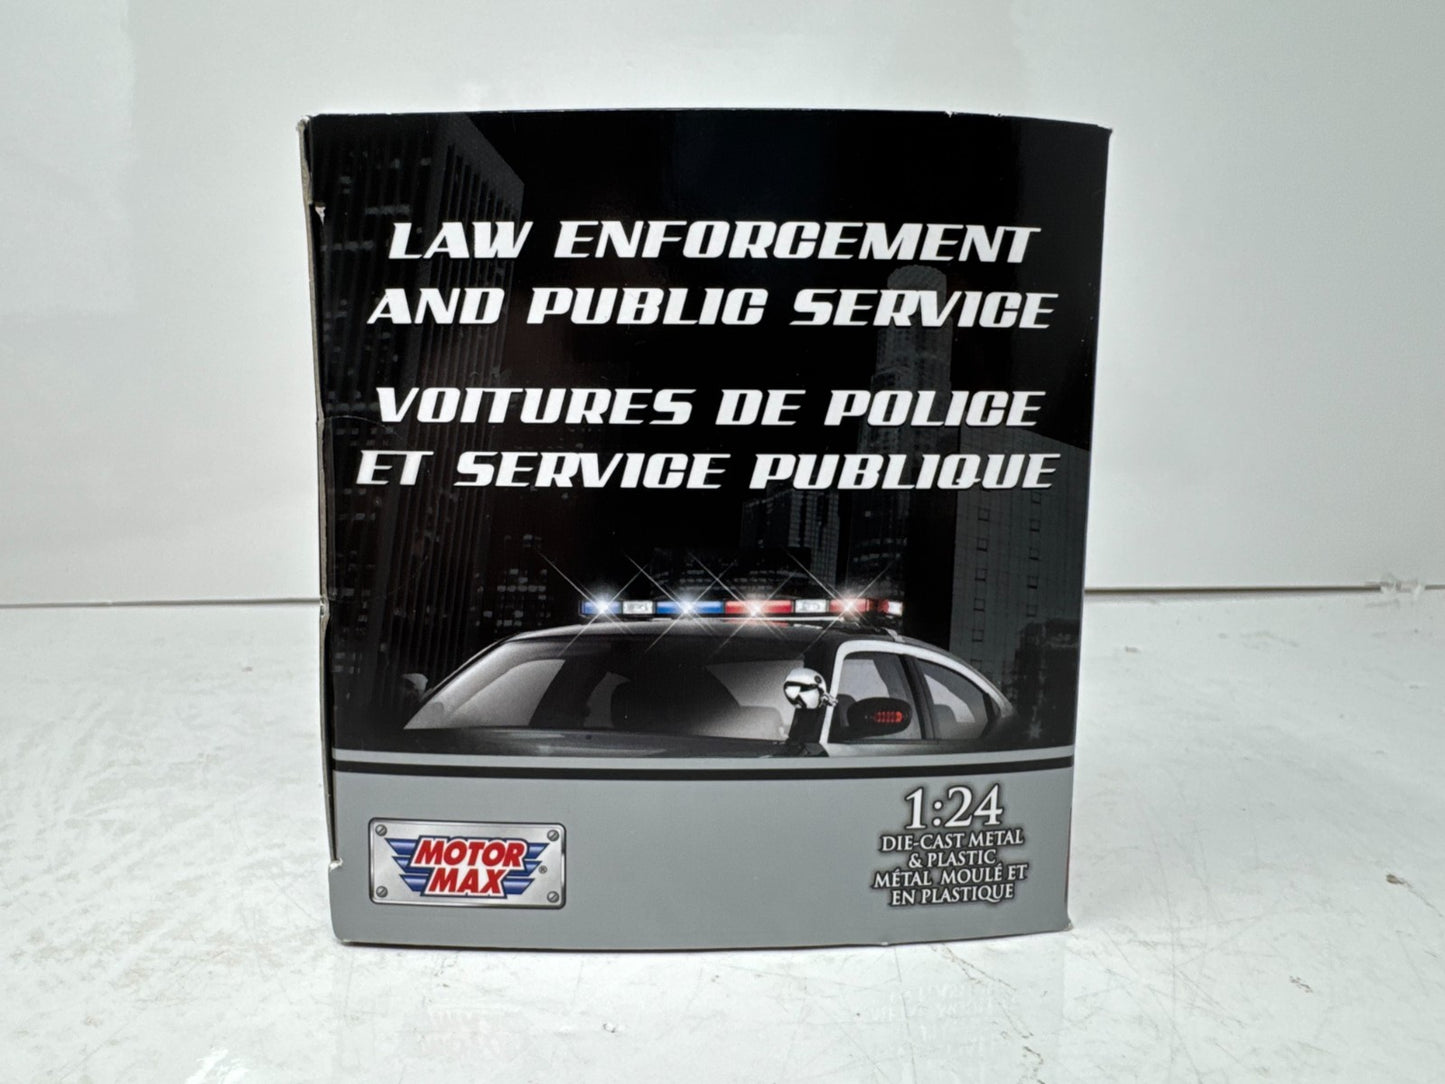 LAW ENFORCEMENT
AND PUBLIC SERVICE
VOITURES DE POLICE
ET SERVICE PUBLIQUE
MOTOR
MAX®
1:24
DIE-CAST METAL
& PLASTIC
MÉTAL MOULÉ ET
EN PLASTIQUE